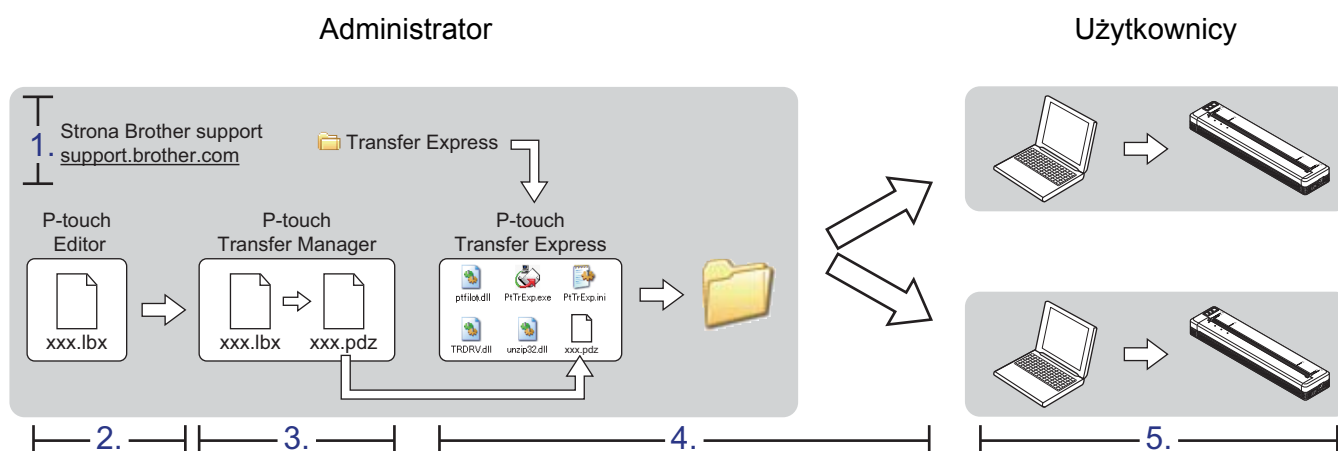 Administrator
Użytkownicy
1.
Strona Brother support
support.brother.com
Transfer Express
P-touch
Editor
xxx.lbx
P-touch
Transfer Manager
xxx.lbx
xxx.pdz
P-touch
Transfer Express
ptfilot.dll
PtTrExp.exe
PtTrExp.ini
TRDRV.dll
unzip32.dll
xxx.pdz
2.
3.
4.
5.